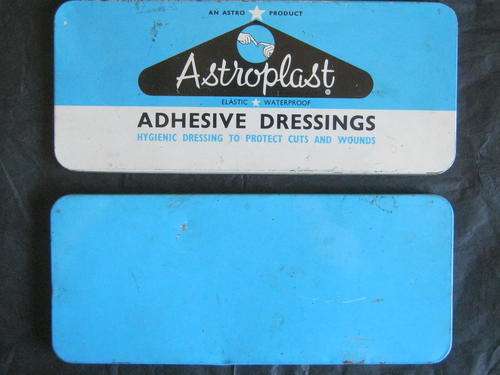 AN ASTRO PRODUCT
Astroplast
ELASTIC WATERPROOF
ADHESIVE DRESSINGS
HYGIENIC DRESSING TO PROTECT CUTS AND WOUNDS